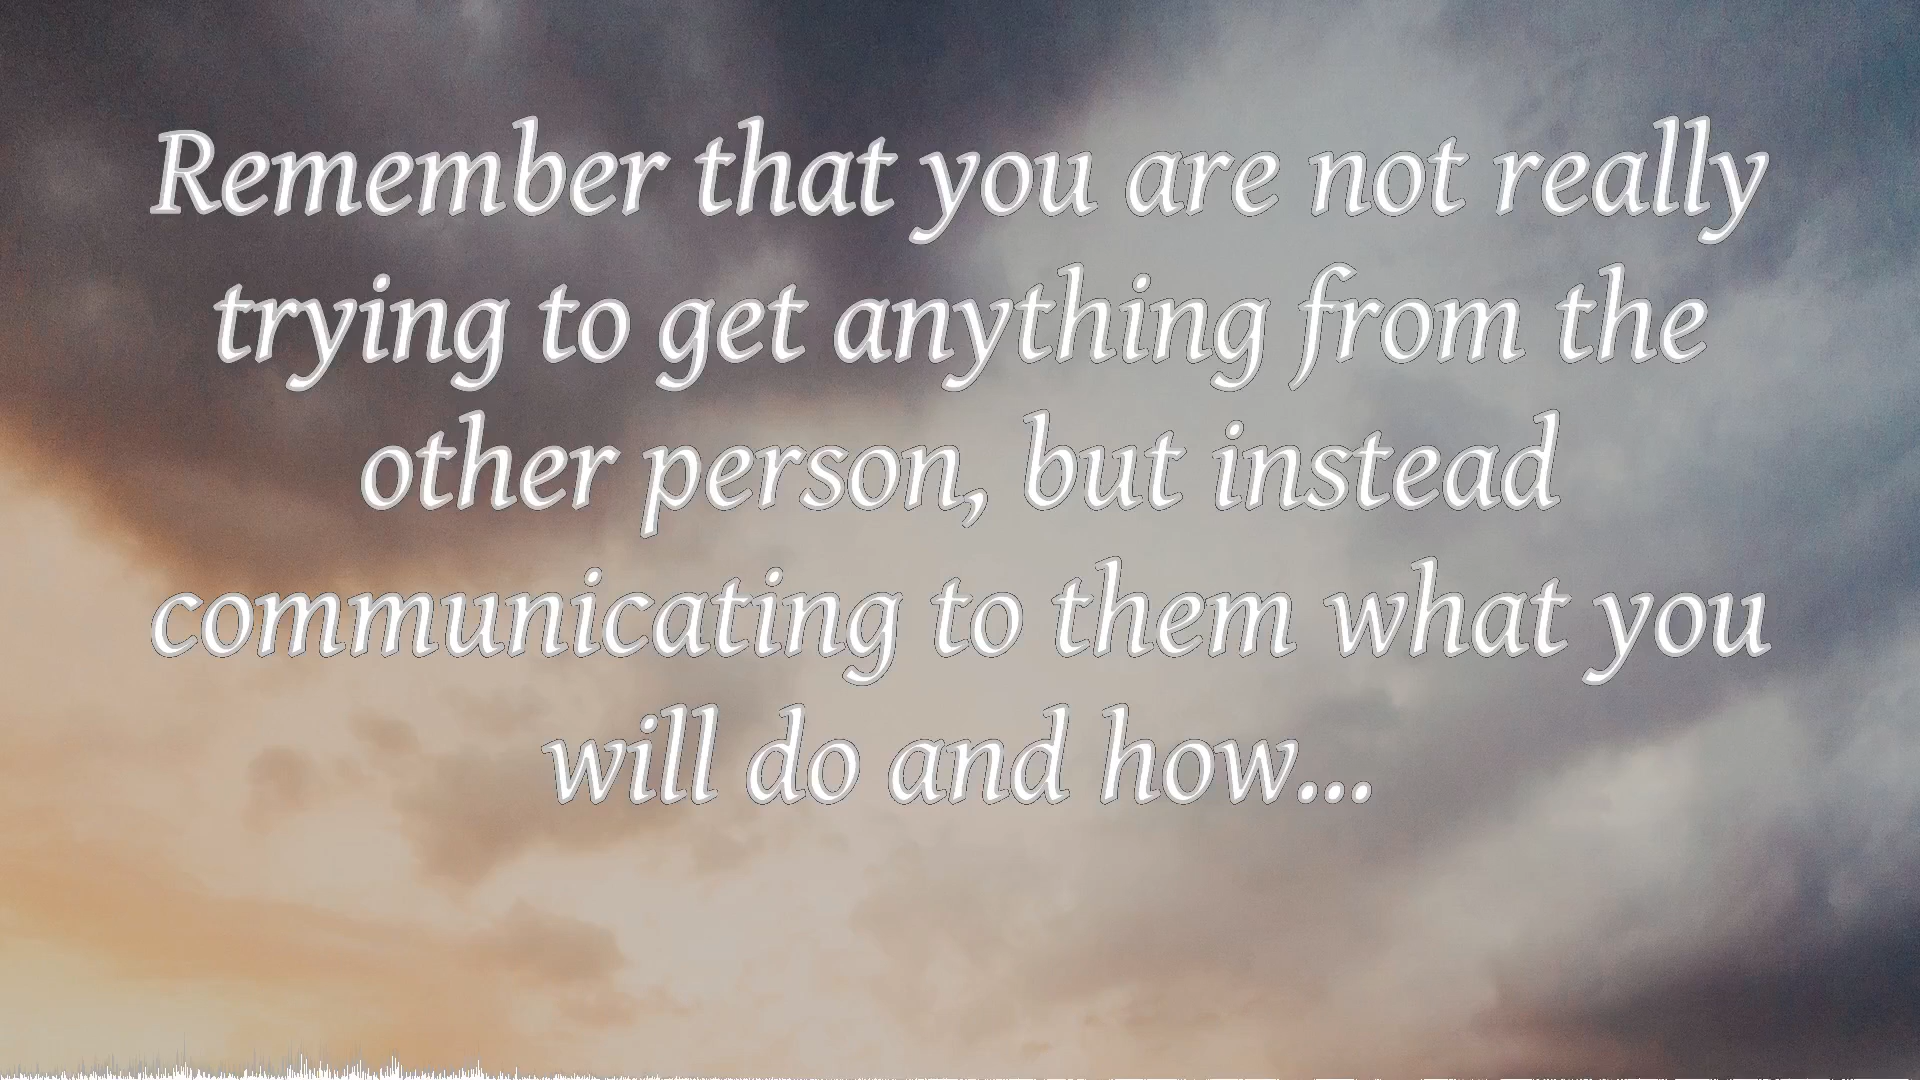 Remember that you are not really
trying to get anything from the
other person, but instead
communicating to them what you
will do and how...